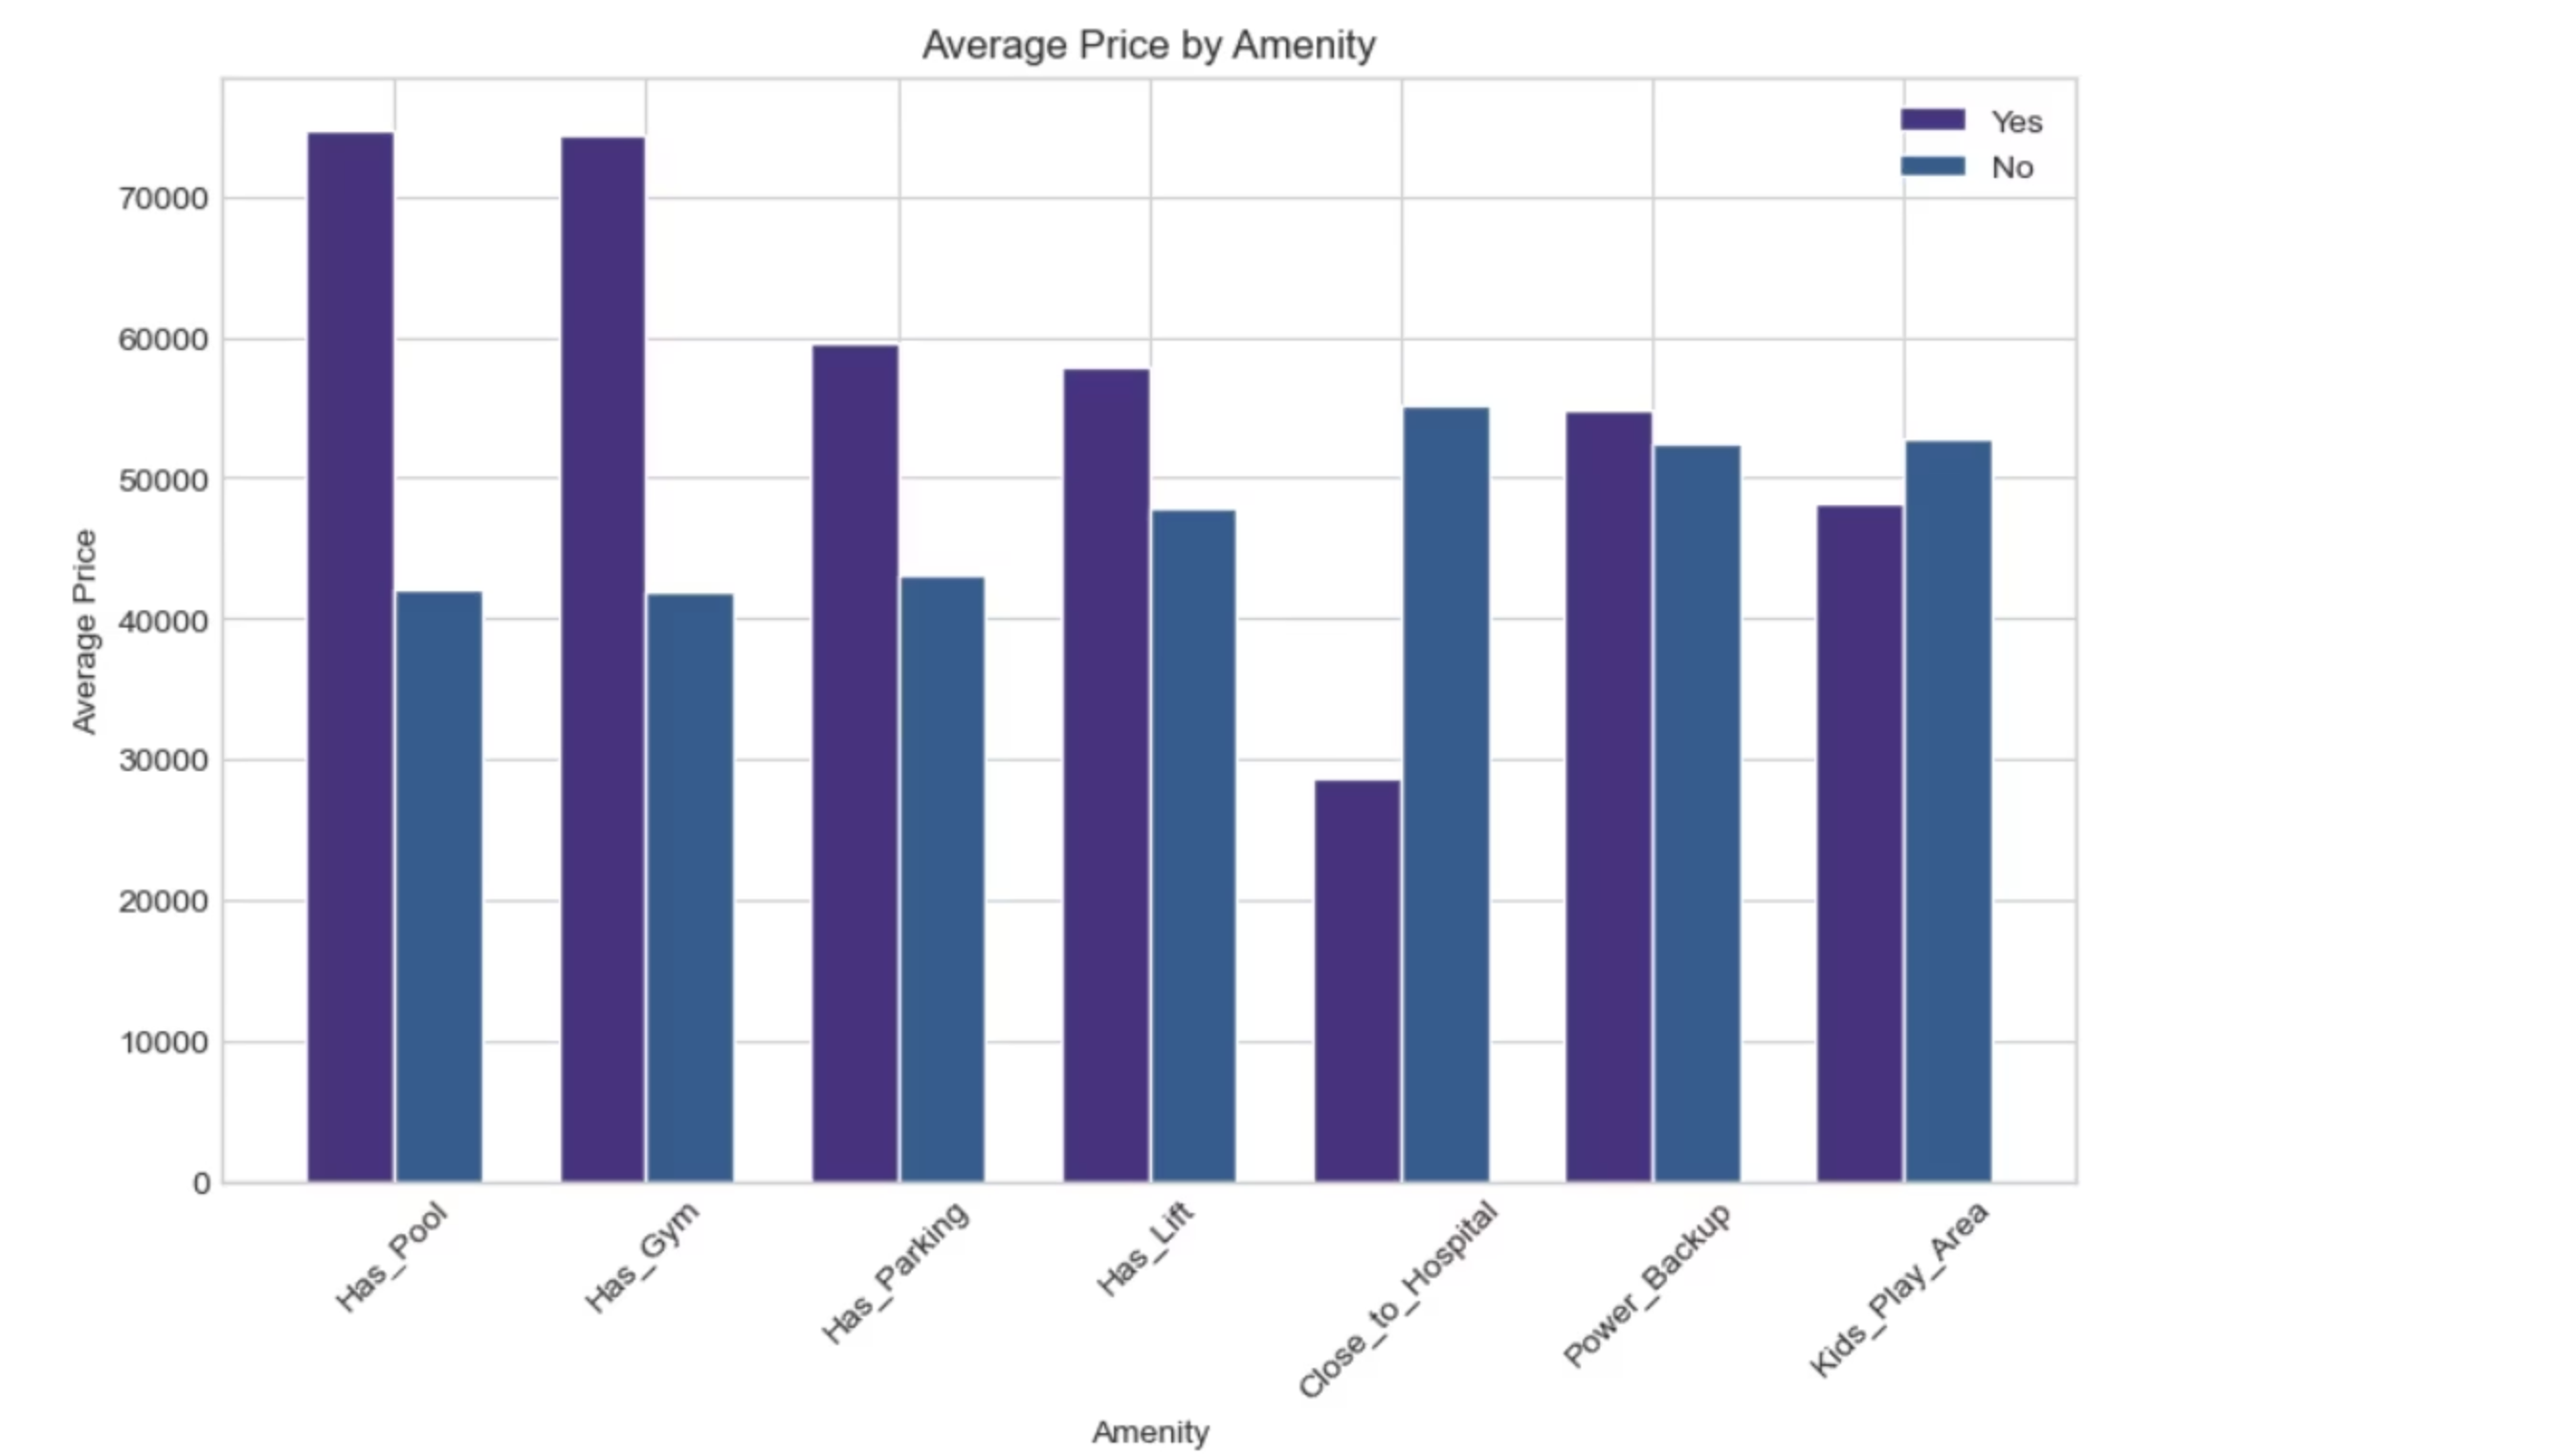 Average Price by Amenity
Yes
No
70000
60000
50000
40000
30000
20000
10000
0
Average Price
Has_Pool
Has_Gym
Has_Parking
Has_Lift
Close_to_Hospital
Power_Backup
Kids_Play_Area
Amenity